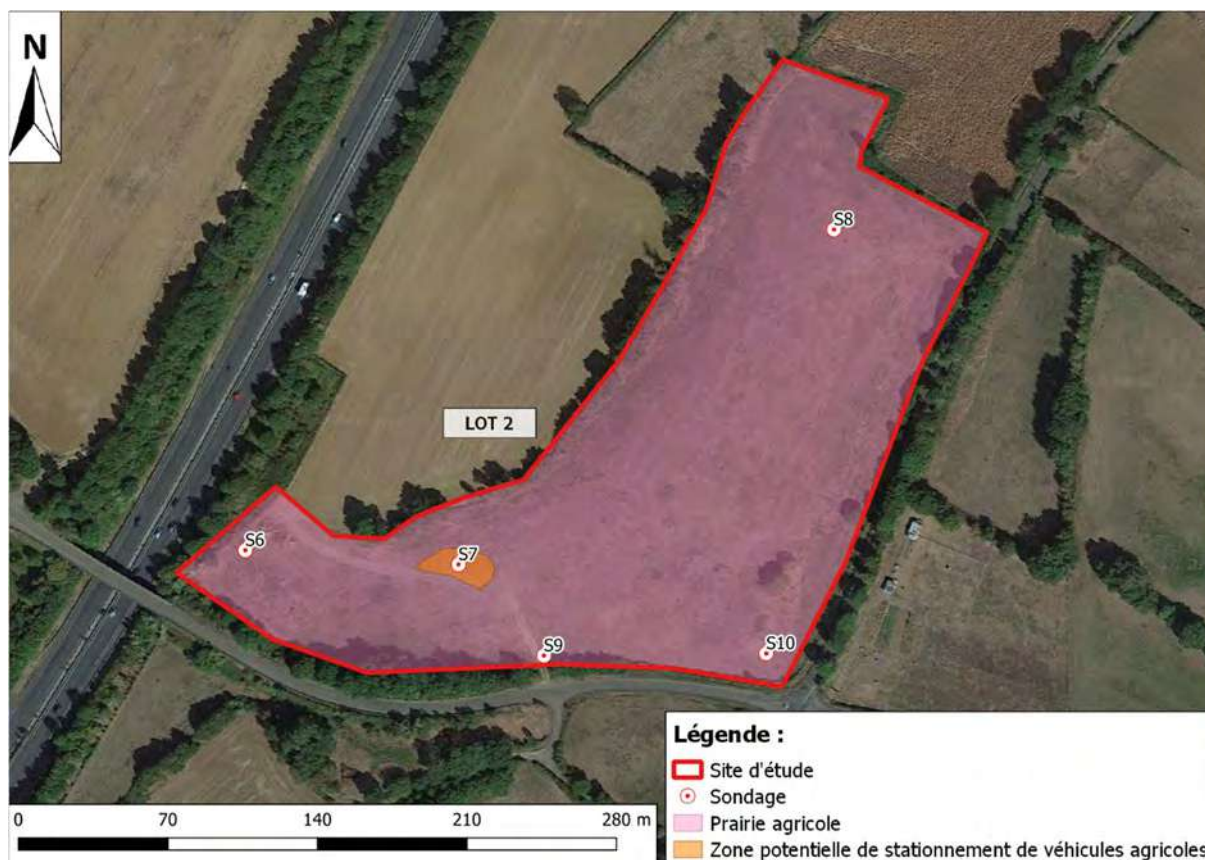 N
S8
LOT 2
S6
S7
S9
S10
Légende :
Site d'étude
Sondage
Prairie agricole
Zone potentielle de stationnement de véhicules agricoles
0 70 140 210 280 m